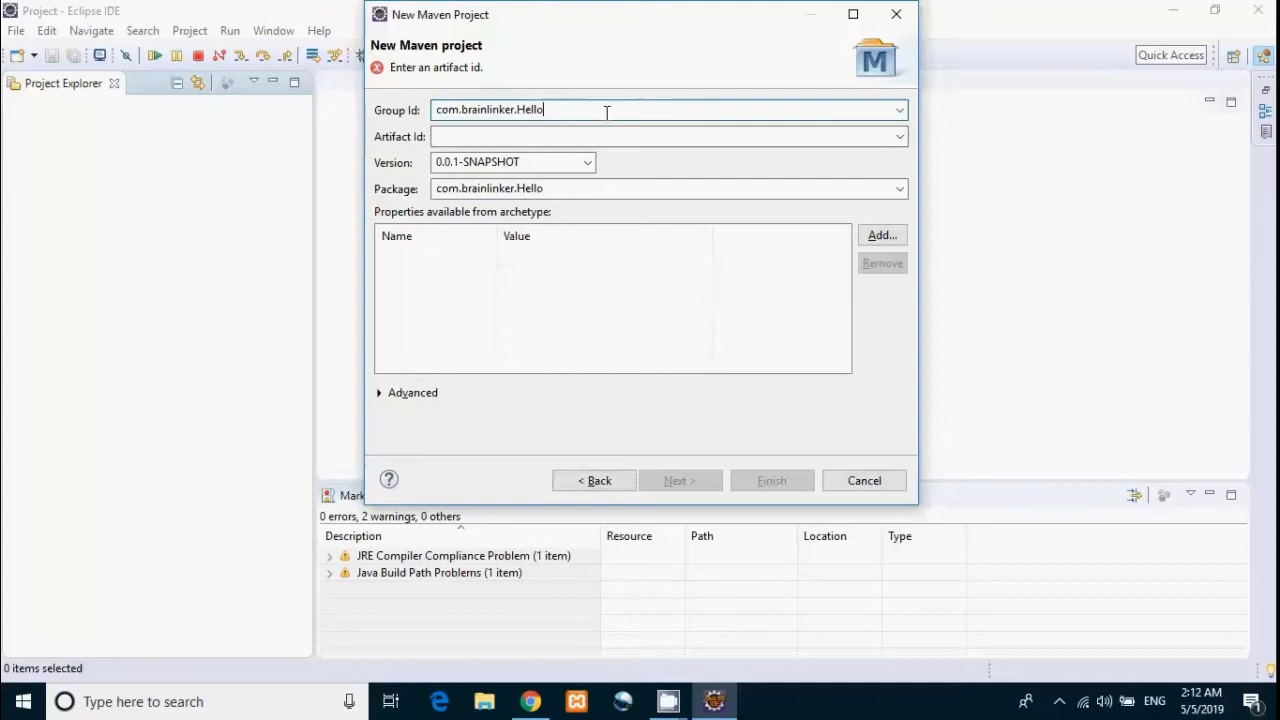 Project - Eclipse IDE
New Maven Project
File Edit Navigate Search Project Run Window Help
New Maven project
Enter an artifact id.
M
Quick Access
Project Explorer
Group Id: com.brainlinker.Hello
Artifact Id:
Version: 0.0.1-SNAPSHOT
Package: com.brainlinker.Hello
Properties available from archetype:
Name Value
Add...
Remove
Advanced
?
< Back Next > Finish Cancel
Mark
0 errors, 2 warnings, 0 others
Description Resource Path Location Type
JRE Compiler Compliance Problem (1 item)
Java Build Path Problems (1 item)
0 items selected
Type here to search
ENG
2:12 AM
5/5/2019
1